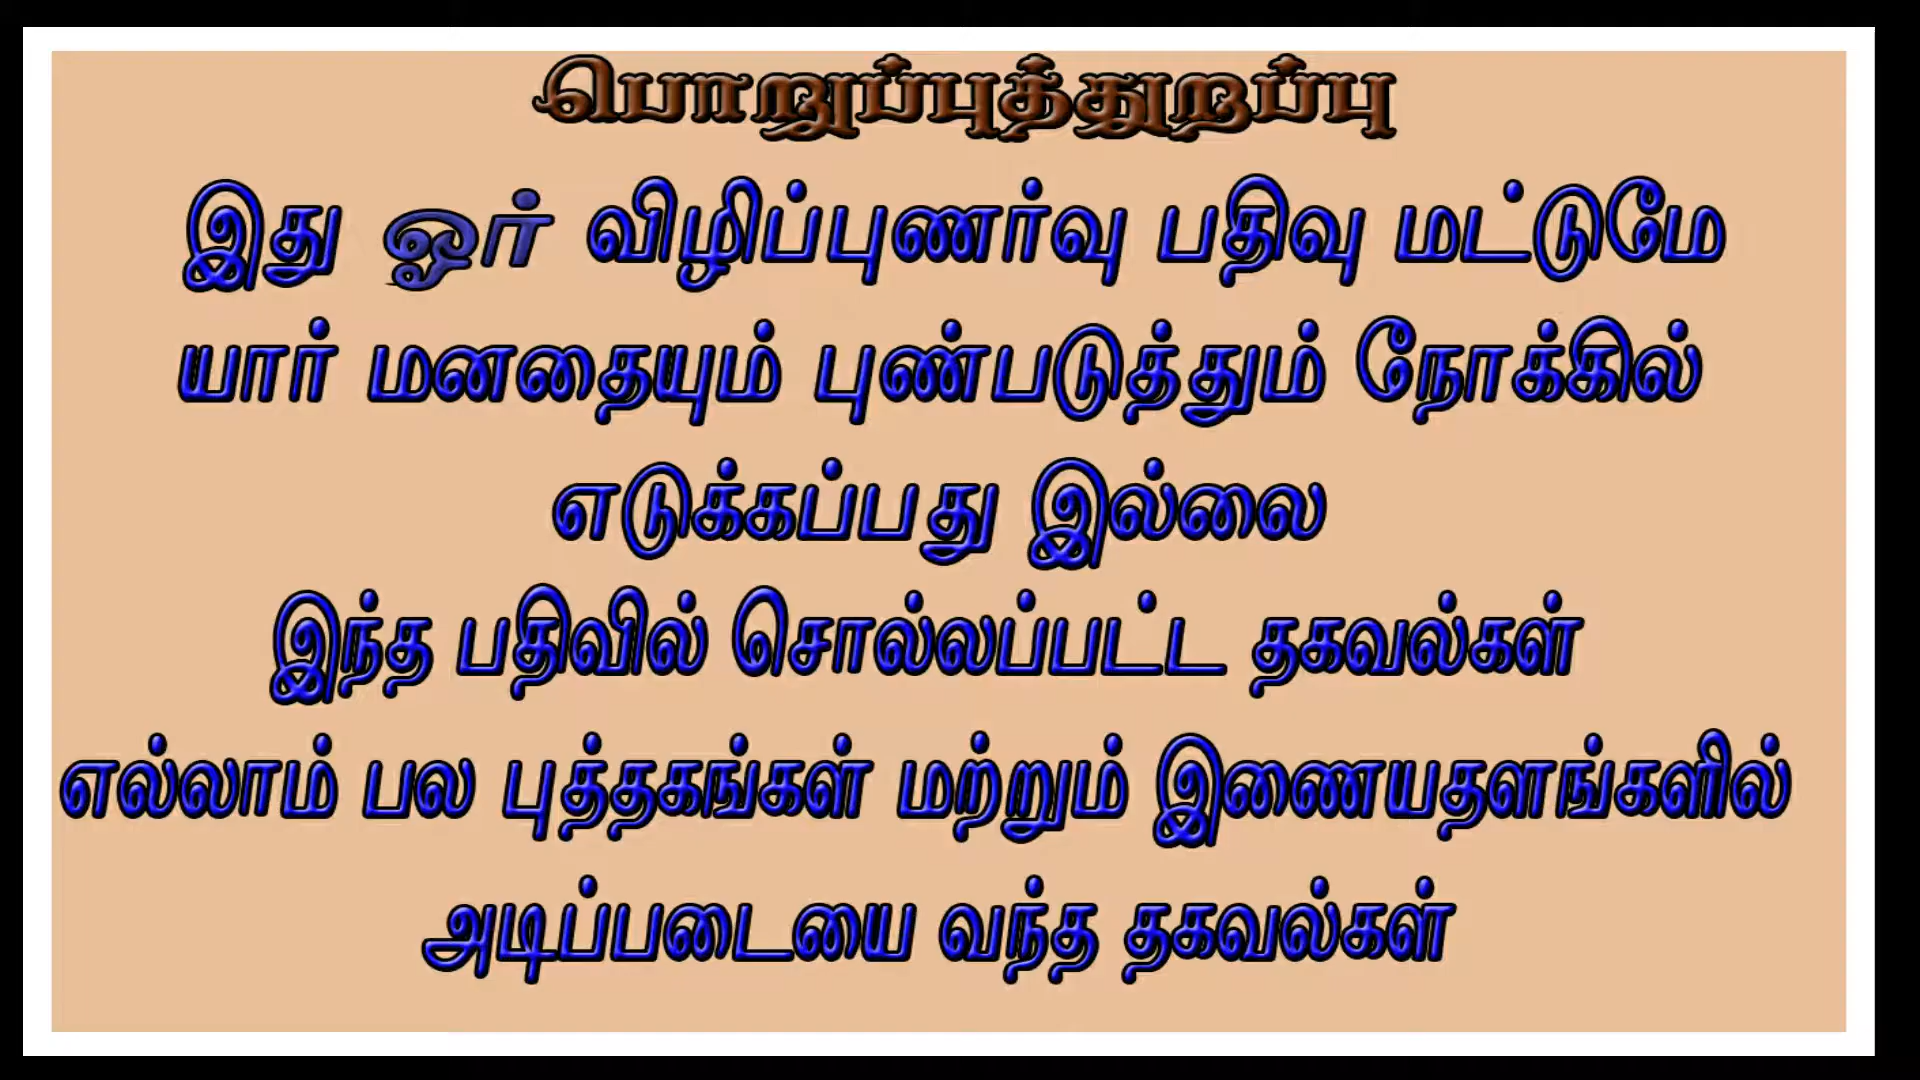 பொறுப்புத்துறப்பு
இது ஓர் விழிப்புணர்வு பதிவு மட்டுமே
யார் மனதையும் புண்படுத்தும் நோக்கில்
எடுக்கப்பது இல்லை
இந்த பதிவில் சொல்லப்பட்ட தகவல்கள்
எல்லாம் பல புத்தகங்கள் மற்றும் இணையதளங்களில்
அடிப்படையை வந்த தகவல்கள்